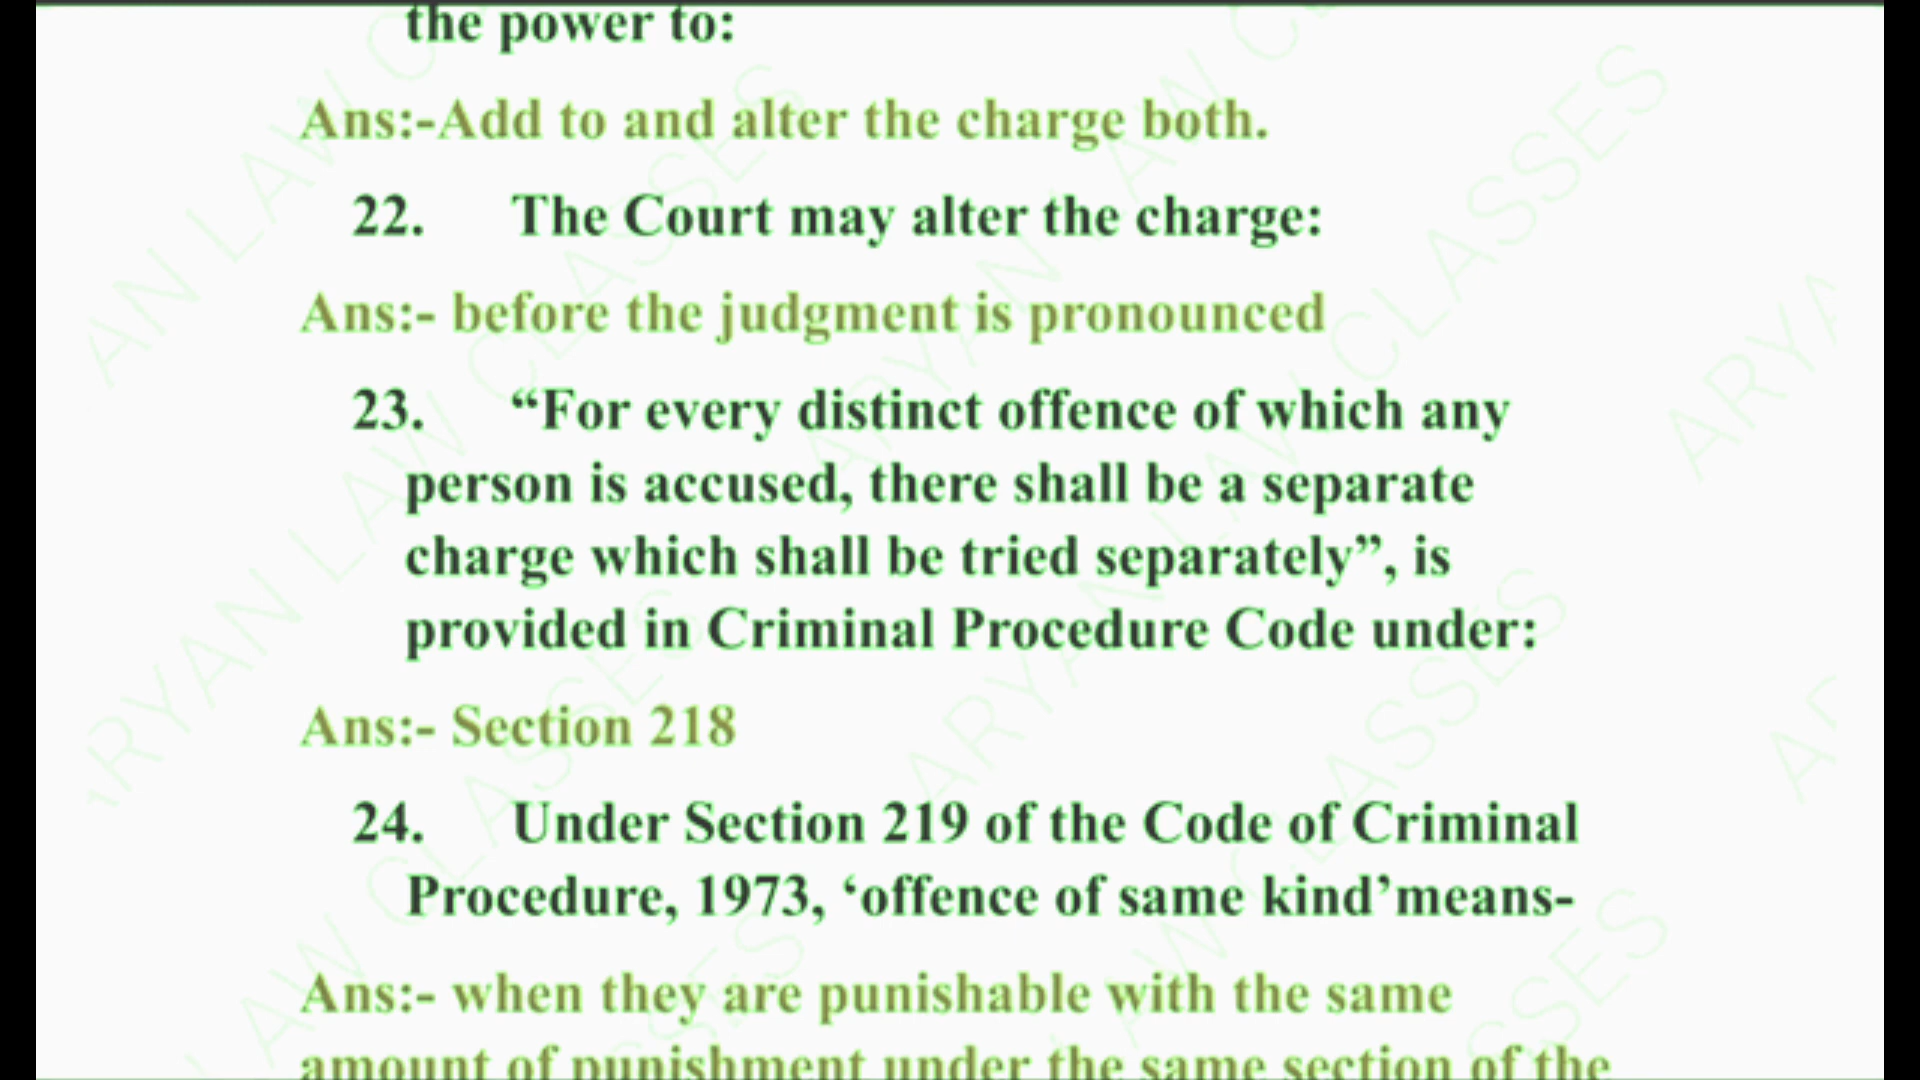 the power to:
Ans:-Add to and alter the charge both.
22. The Court may alter the charge:
Ans:- before the judgment is pronounced
23. “For every distinct offence of which any
person is accused, there shall be a separate
charge which shall be tried separately”, is
provided in Criminal Procedure Code under:
Ans:- Section 218
24. Under Section 219 of the Code of Criminal
Procedure, 1973, ‘offence of same kind’means-
Ans:- when they are punishable with the same
amount of punishment under the same section of the
ARYAN LAW CLASSES